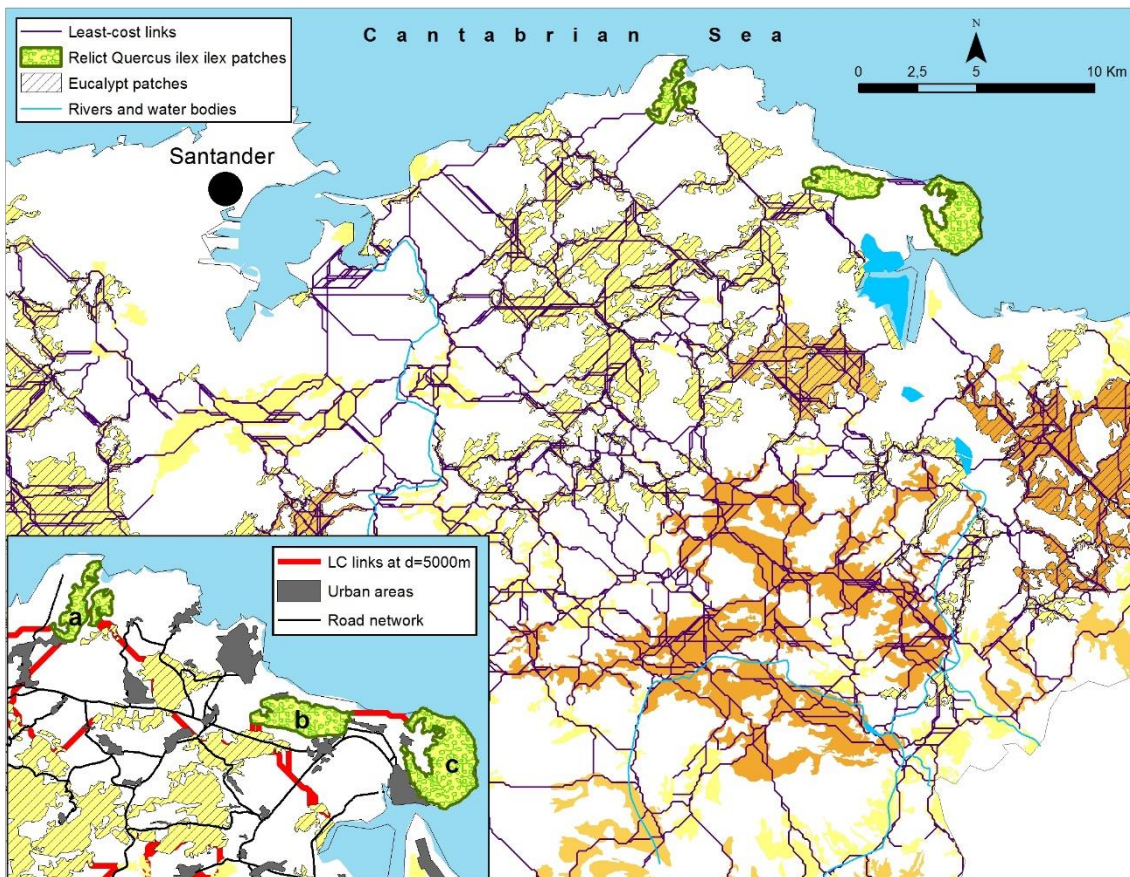 Least-cost links
Relict Quercus ilex ilex patches
Eucalypt patches
Rivers and water bodies
Cantabrian Sea
N
0 2,5 5 10 Km
Santander
LC links at d=5000m
Urban areas
Road network
a
b
c